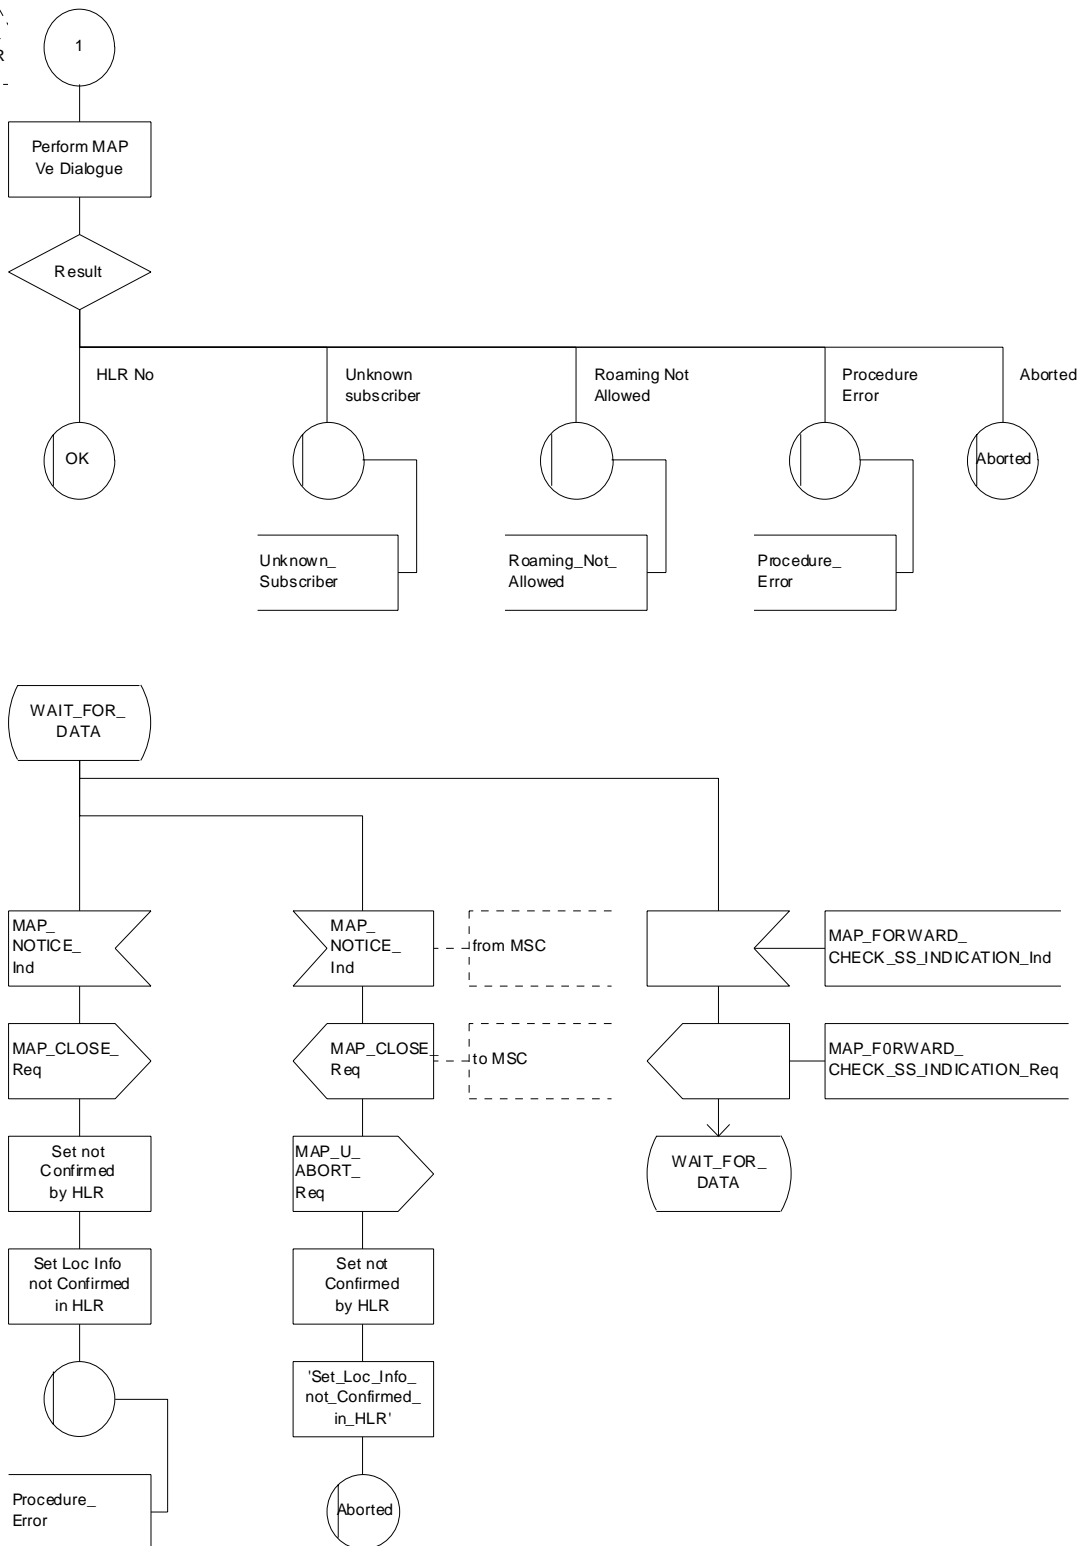 R
1
Perform MAP
Ve Dialogue
Result
HLR No
Unknown
subscriber
Roaming Not
Allowed
Procedure
Error
Aborted
OK
Aborted
Unknown_
Subscriber
Roaming_Not_
Allowed
Procedure_
Error
WAIT_FOR_
DATA
MAP_
NOTICE_
Ind
MAP_
NOTICE_
Ind
from MSC
MAP_FORWARD_
CHECK_SS_INDICATION_Ind
MAP_CLOSE_
Req
MAP_CLOSE_
Req
to MSC
MAP_F0RWARD_
CHECK_SS_INDICATION_Req
Set not
Confirmed
by HLR
MAP_U_
ABORT_
Req
WAIT_FOR_
DATA
Set Loc Info
not Confirmed
in HLR
Set not
Confirmed
by HLR
'Set_Loc_Info_
not_Confirmed_
in_HLR'
Procedure_
Error
Aborted